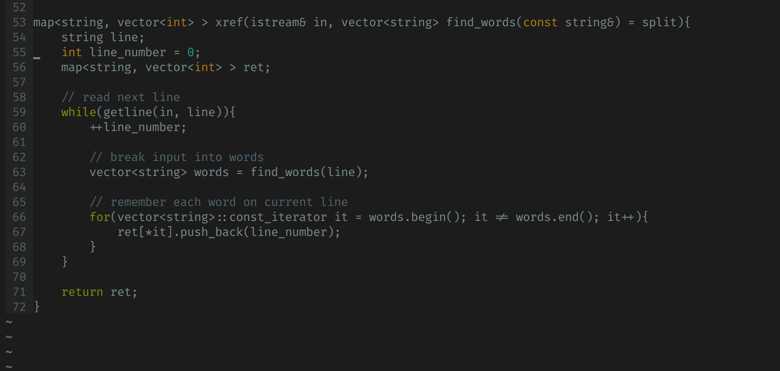 52
53 map<string, vector<int> > xref(istream& in, vector<string> find_words(const string&) = split){
54     string line;
55     int line_number = 0;
56     map<string, vector<int> > ret;
57
58     // read next line
59     while(getline(in, line)){
60         ++line_number;
61
62         // break input into words
63         vector<string> words = find_words(line);
64
65         // remember each word on current line
66         for(vector<string>::const_iterator it = words.begin(); it != words.end(); it++){
67             ret[*it].push_back(line_number);
68         }
69     }
70
71     return ret;
72 }
~
~
~
~